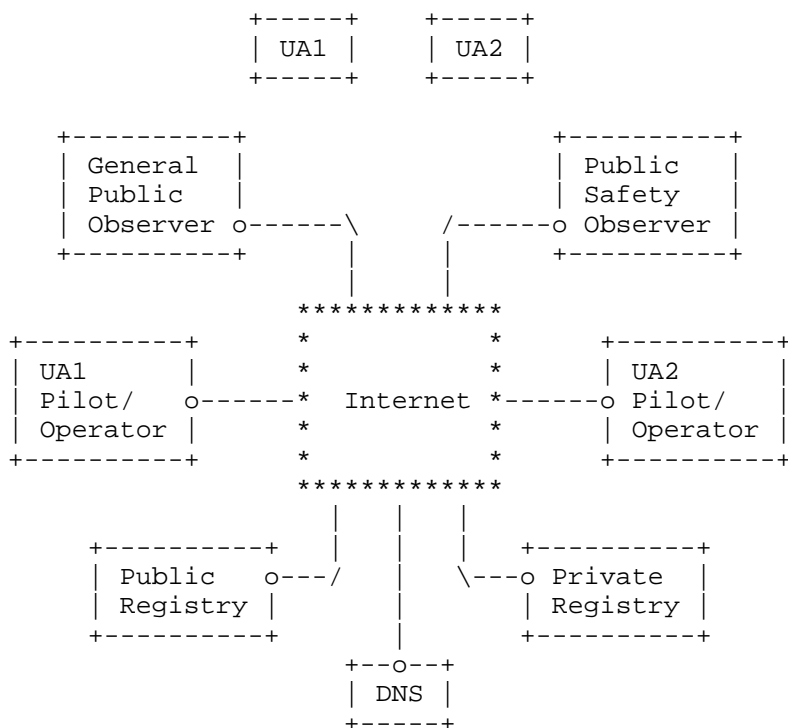 UA1 UA2
General Public
Public Safety
Observer Observer
UA1 UA2
Pilot/ Internet Pilot/
Operator Operator
Public Private
Registry Registry
DNS